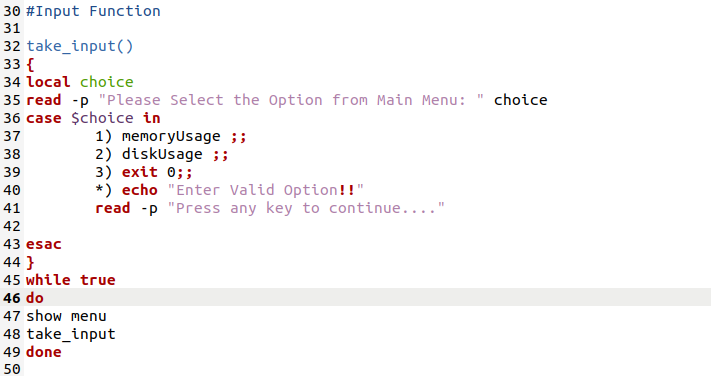 30 #Input Function
31
32 take_input()
33 {
34 local choice
35 read -p "Please Select the Option from Main Menu: " choice
36 case $choice in
37 1) memoryUsage ;;
38 2) diskUsage ;;
39 3) exit 0;;
40 *) echo "Enter Valid Option!!"
41 read -p "Press any key to continue...."
42
43 esac
44 }
45 while true
46 do
47 show menu
48 take_input
49 done
50